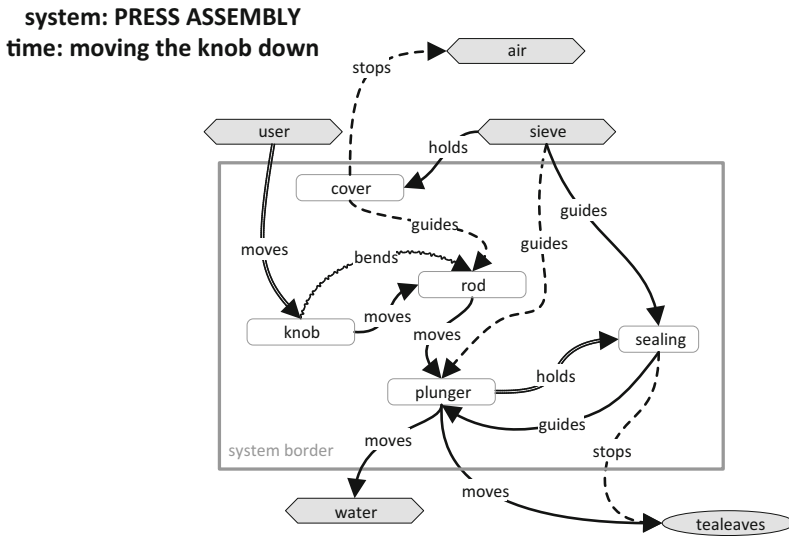 system: PRESS ASSEMBLY
time: moving the knob down
air
stops
user
sieve
holds
cover
guides
guides
guides
moves
bends
rod
moves
knob
moves
sealing
holds
plunger
guides
moves
system border
stops
moves
water
tealeaves